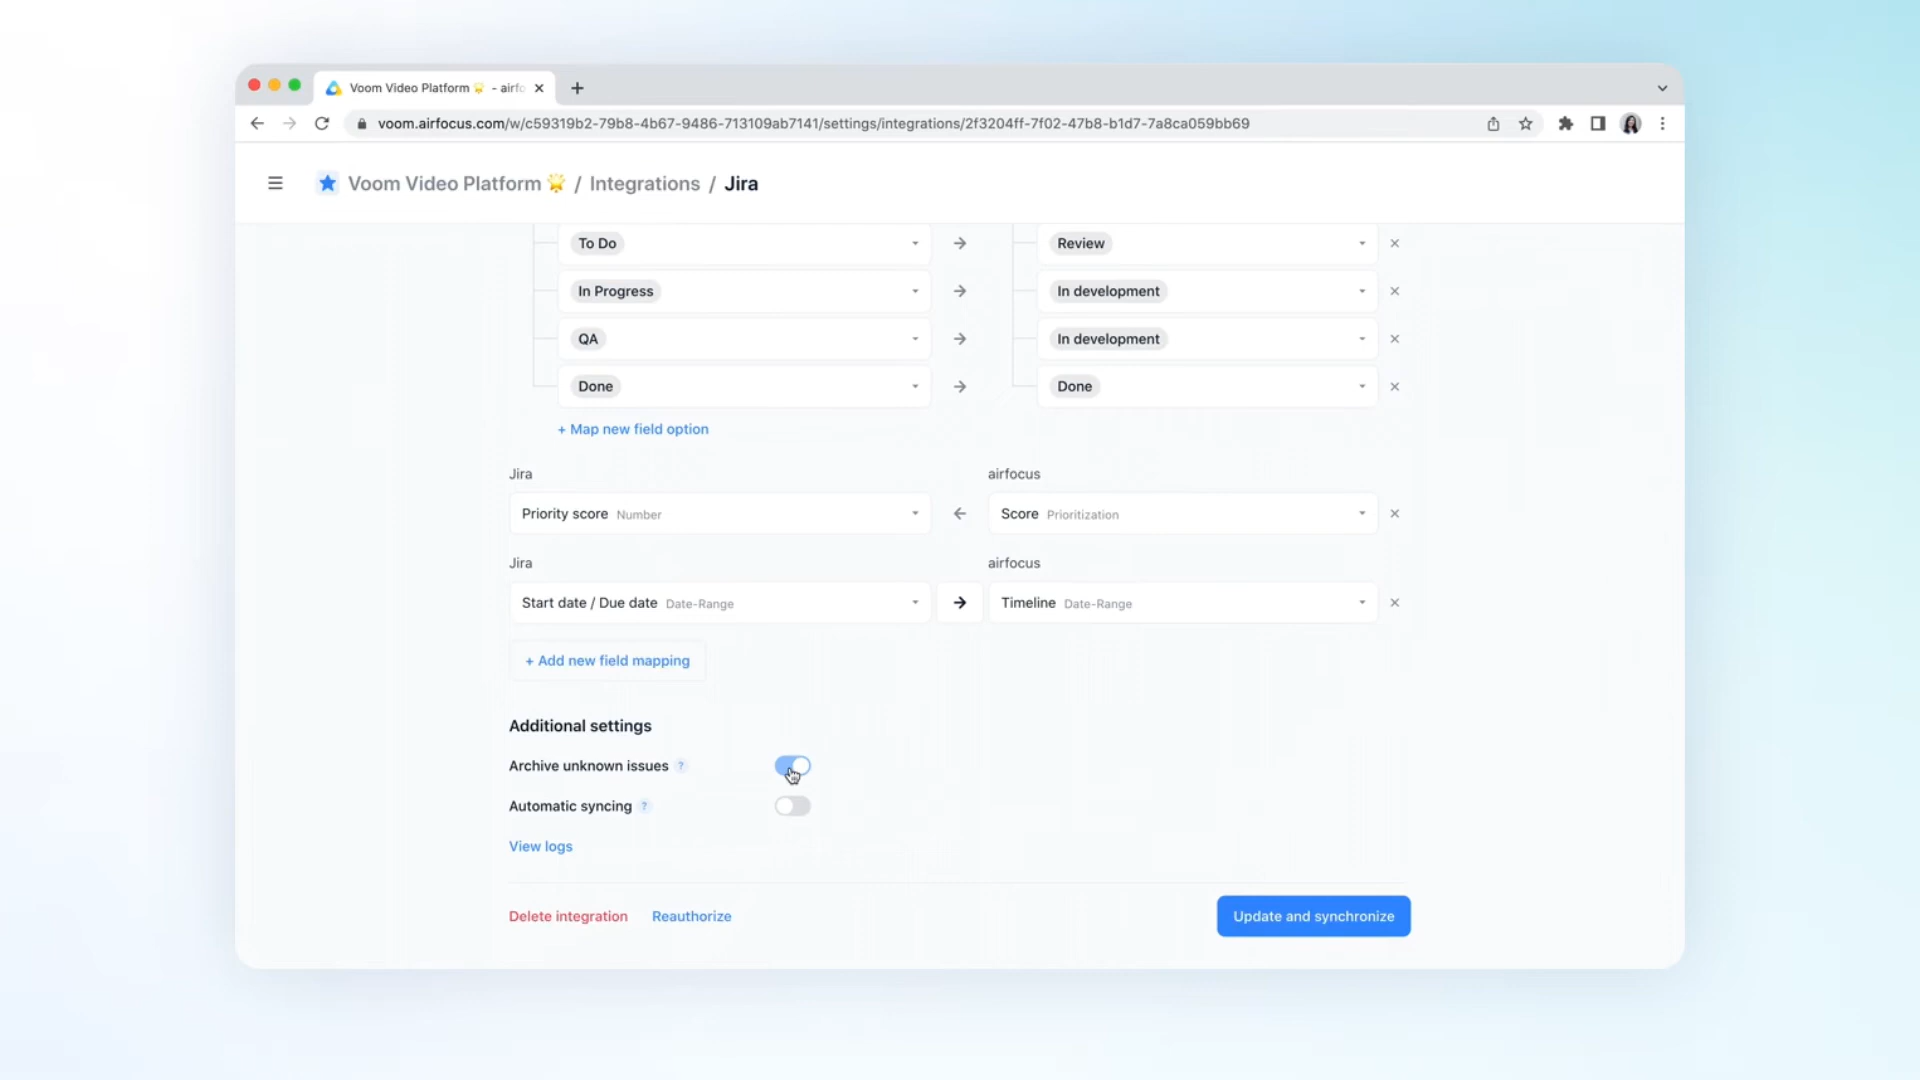 Voom Video Platform 🌟 - airfo
voom.airfocus.com/w/c59319b2-79b8-4b67-9486-713109ab7141/settings/integrations/2f3204ff-7f02-47b8-b1d7-7a8ca059bb69
Voom Video Platform 🌟 / Integrations / Jira
To Do → Review
In Progress → In development
QA → In development
Done → Done
+ Map new field option
Jira airfocus
Priority score Number ← Score Prioritization
Jira airfocus
Start date / Due date Date-Range → Timeline Date-Range
+ Add new field mapping
Additional settings
Archive unknown issues ?
Automatic syncing ?
View logs
Delete integration Reauthorize Update and synchronize